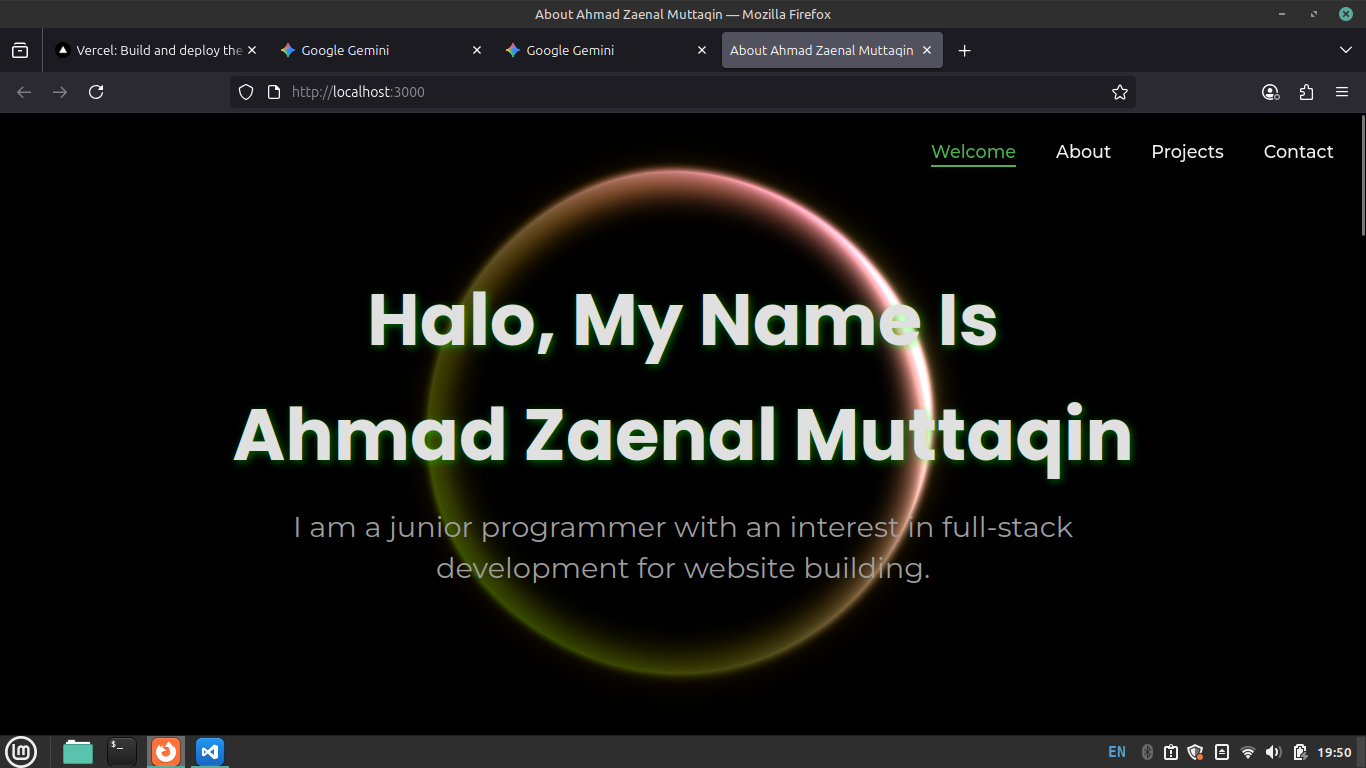 About Ahmad Zaenal Muttaqin — Mozilla Firefox
Vercel: Build and deploy the
Google Gemini
Google Gemini
About Ahmad Zaenal Muttaqin
http://localhost:3000
Welcome About Projects Contact
Halo, My Name Is
Ahmad Zaenal Muttaqin
I am a junior programmer with an interest in full-stack
development for website building.
$_
lm
EN
19:50